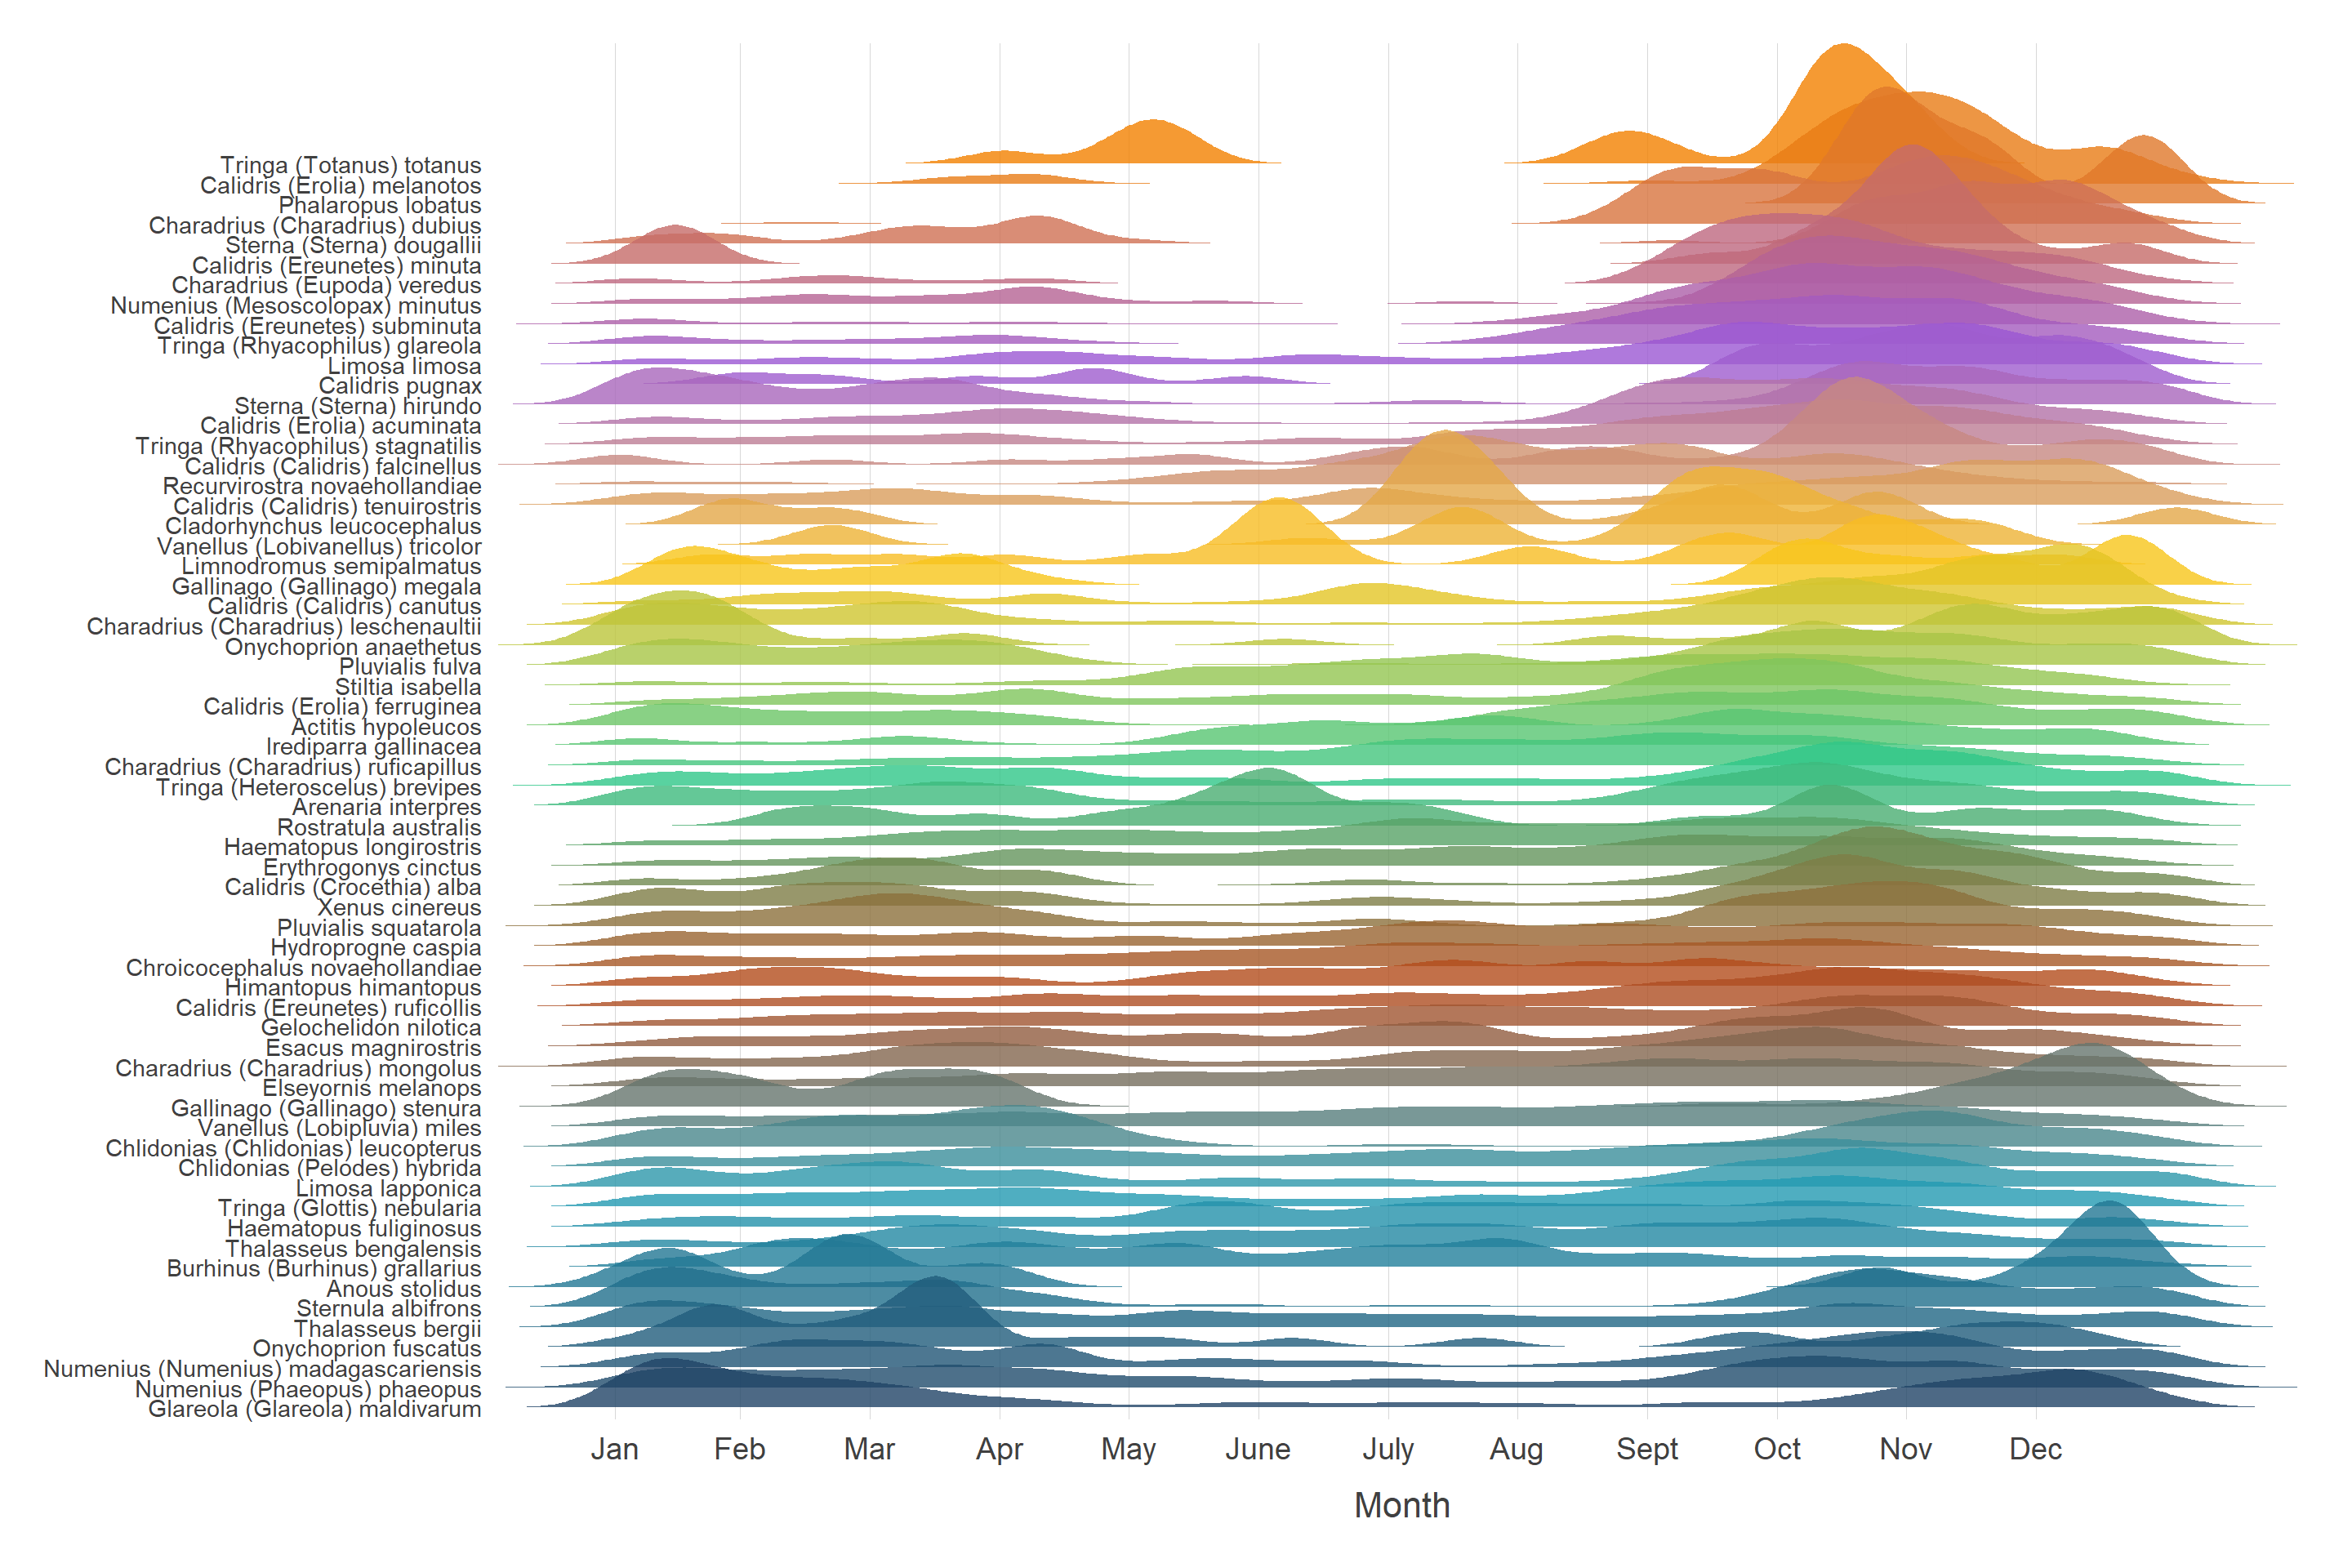 Tringa (Totanus) totanus
Calidris (Erolia) melanotos
Phalaropus lobatus
Charadrius (Charadrius) dubius
Sterna (Sterna) dougallii
Calidris (Ereunetes) minuta
Charadrius (Eupoda) veredus
Numenius (Mesoscolopax) minutus
Calidris (Ereunetes) subminuta
Tringa (Rhyacophilus) glareola
Limosa limosa
Calidris pugnax
Sterna (Sterna) hirundo
Calidris (Erolia) acuminata
Tringa (Rhyacophilus) stagnatilis
Calidris (Calidris) falcinellus
Recurvirostra novaehollandiae
Calidris (Calidris) tenuirostris
Cladorhynchus leucocephalus
Vanellus (Lobivanellus) tricolor
Limnodromus semipalmatus
Gallinago (Gallinago) megala
Calidris (Calidris) canutus
Charadrius (Charadrius) leschenaultii
Onychoprion anaethetus
Pluvialis fulva
Stiltia isabella
Calidris (Erolia) ferruginea
Actitis hypoleucos
Irediparra gallinacea
Charadrius (Charadrius) ruficapillus
Tringa (Heteroscelus) brevipes
Arenaria interpres
Rostratula australis
Haematopus longirostris
Erythrogonys cinctus
Calidris (Crocethia) alba
Xenus cinereus
Pluvialis squatarola
Hydroprogne caspia
Chroicocephalus novaehollandiae
Himantopus himantopus
Calidris (Ereunetes) ruficollis
Gelochelidon nilotica
Esacus magnirostris
Charadrius (Charadrius) mongolus
Elseyornis melanops
Gallinago (Gallinago) stenura
Vanellus (Lobipluvia) miles
Chlidonias (Chlidonias) leucopterus
Chlidonias (Pelodes) hybrida
Limosa lapponica
Tringa (Glottis) nebularia
Haematopus fuliginosus
Thalasseus bengalensis
Burhinus (Burhinus) grallarius
Anous stolidus
Sternula albifrons
Thalasseus bergii
Onychoprion fuscatus
Numenius (Numenius) madagascariensis
Numenius (Phaeopus) phaeopus
Glareola (Glareola) maldivarum
Jan Feb Mar Apr May June July Aug Sept Oct Nov Dec
Month